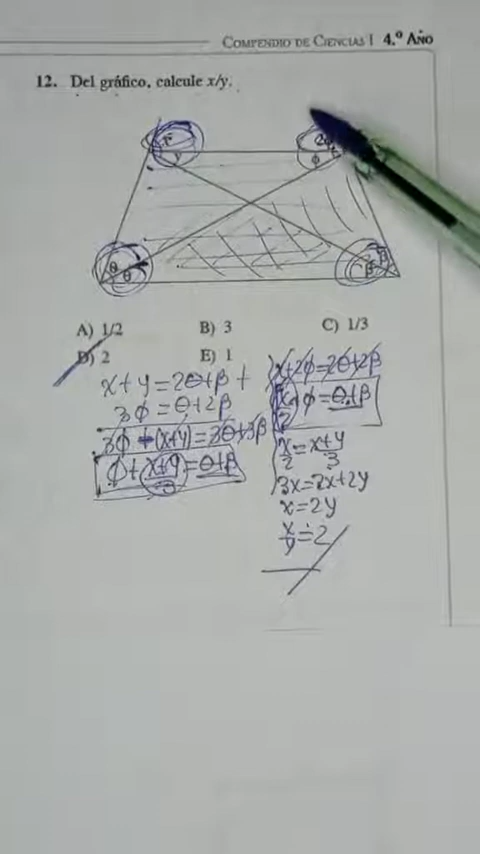 COMPENDIO DE CIENCIAS I 4.º AÑO
12. Del gráfico, calcule x/y.
x
y
2ϕ
ϕ
θ
θ
β
β
A) 1/2
B) 3
C) 1/3
D) 2
E) 1
x+y=2θ+β +
3ϕ=θ+2β
3ϕ+(x+y)=3θ+3β
ϕ+(x+y)/3=θ+β
x+2ϕ=2θ+2β
x/2+ϕ=θ+β
x/2=x+y/3
3x=2x+2y
x=2y
x/y=2